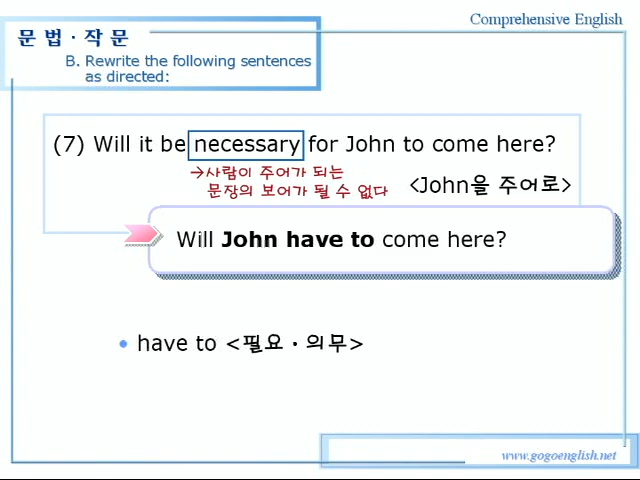 Comprehensive English
문 법 · 작 문
B. Rewrite the following sentences
as directed:
(7) Will it be necessary for John to come here?
→사람이 주어가 되는
문장의 보어가 될 수 없다
<John을 주어로>
Will John have to come here?
• have to <필요 · 의무>
www.gogoenglish.net